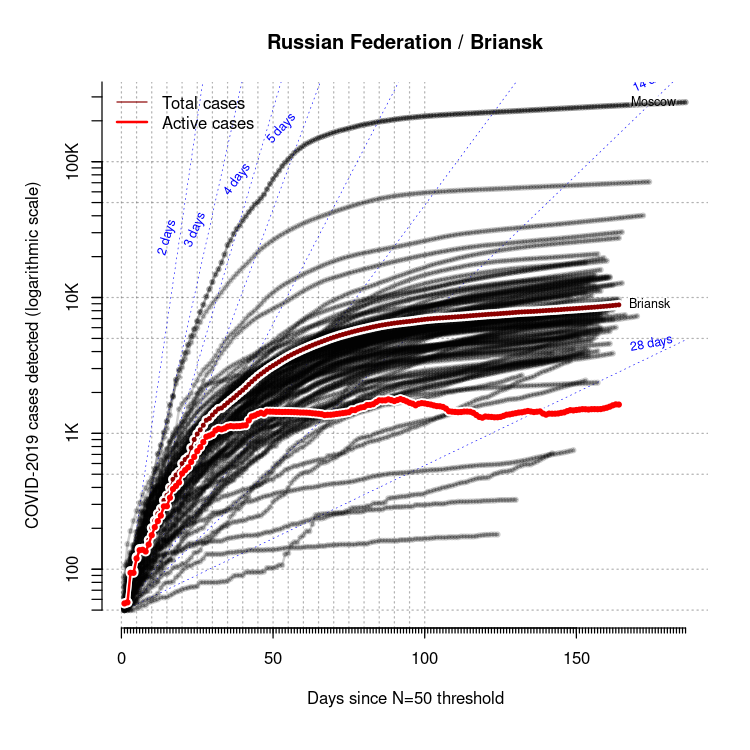 Russian Federation / Briansk
Total cases
Active cases
2 days
3 days
4 days
5 days
14
Moscow
Briansk
28 days
100K
10K
1K
100
COVID-2019 cases detected (logarithmic scale)
0
50
100
150
Days since N=50 threshold